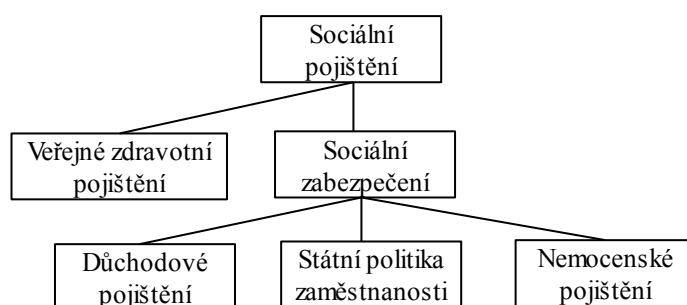 Sociální
pojištění
Veřejné zdravotní
pojištění
Sociální
zabezpečení
Důchodové
pojištění
Státní politika
zaměstnanosti
Nemocenské
pojištění